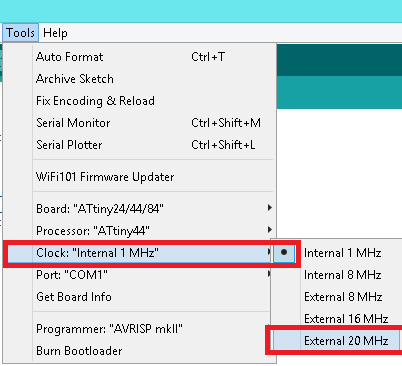 Tools Help
Auto Format Ctrl+T
Archive Sketch
Fix Encoding & Reload
Serial Monitor Ctrl+Shift+M
Serial Plotter Ctrl+Shift+L
WiFi101 Firmware Updater
Board: "ATtiny24/44/84"
Processor: "ATtiny44"
Clock: "Internal 1 MHz"
Port: "COM1"
Get Board Info
Programmer: "AVRISP mkII"
Burn Bootloader
Internal 1 MHz
Internal 8 MHz
External 8 MHz
External 16 MHz
External 20 MHz